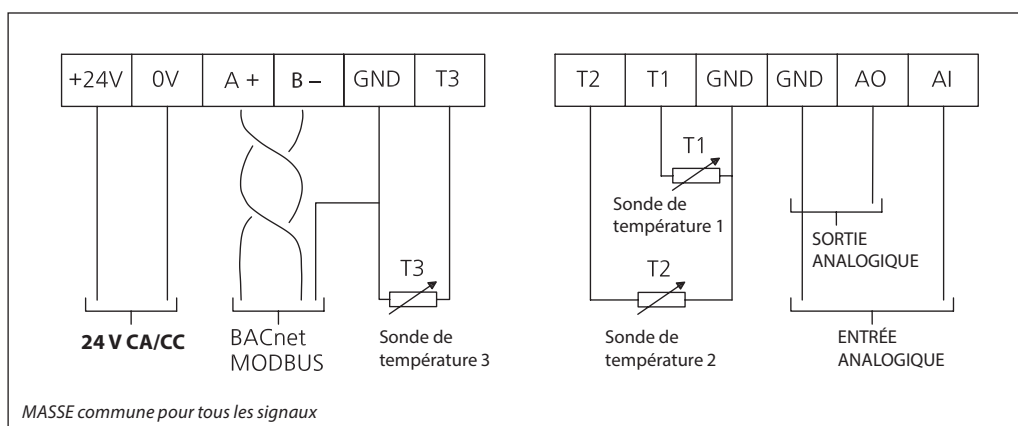 +24V 0V A + B – GND T3
T2 T1 GND GND AO AI
T1
Sonde de
température 1
SORTIE
ANALOGIQUE
T3
T2
24 V CA/CC
BACnet
MODBUS
Sonde de
température 3
Sonde de
température 2
ENTRÉE
ANALOGIQUE
MASSE commune pour tous les signaux